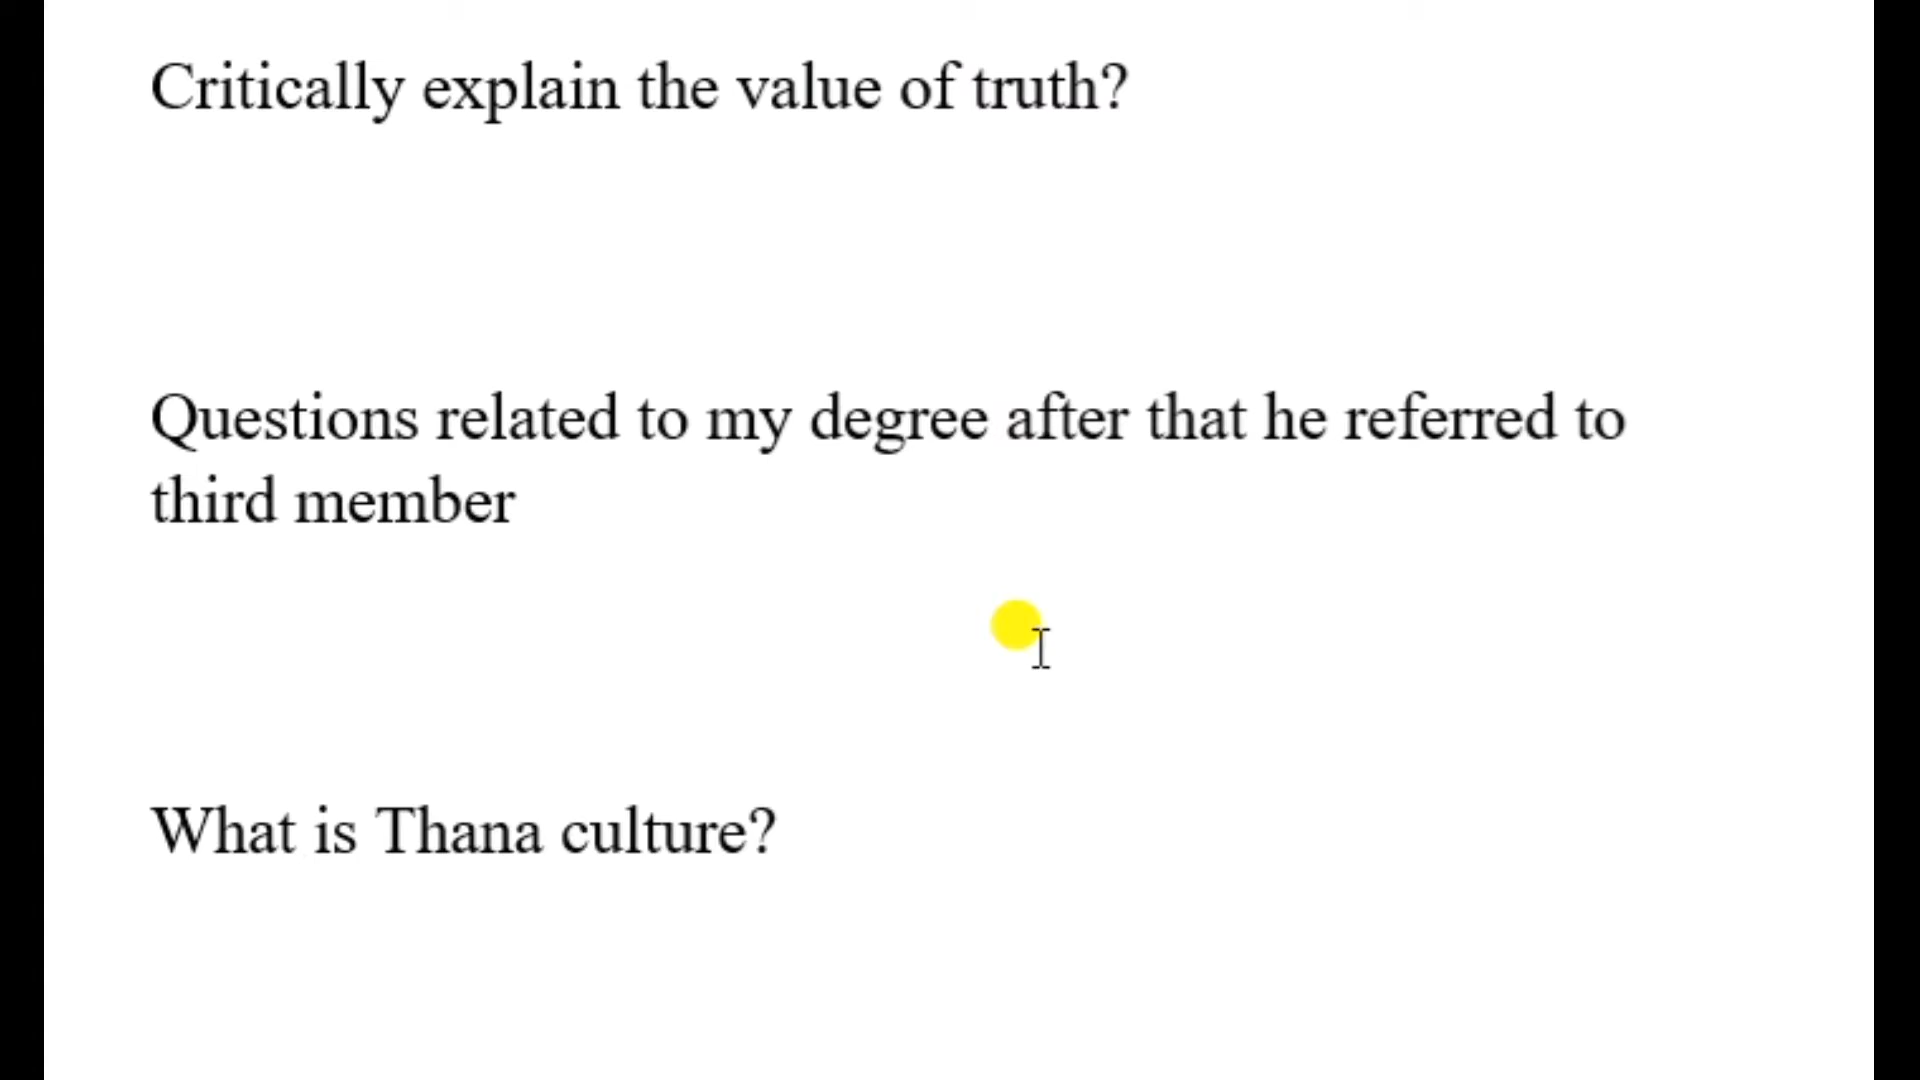 Critically explain the value of truth?
Questions related to my degree after that he referred to
third member
What is Thana culture?